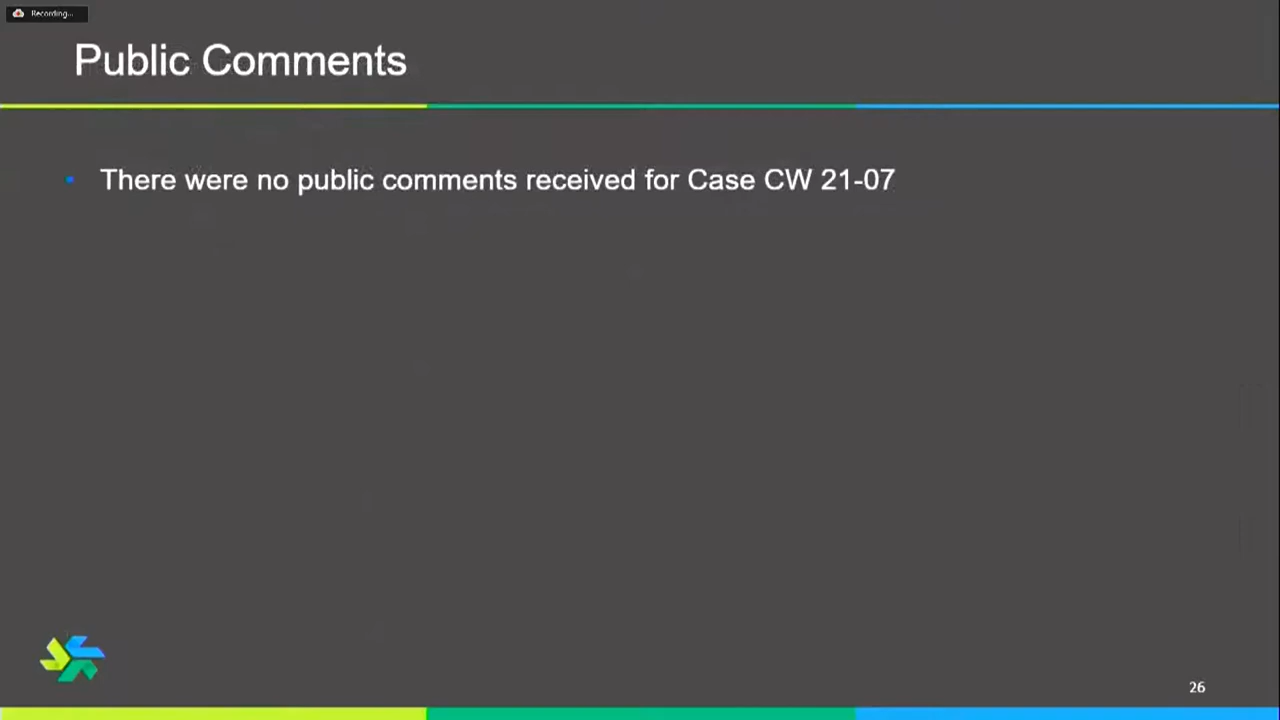 Recording...
Public Comments
• There were no public comments received for Case CW 21-07
26